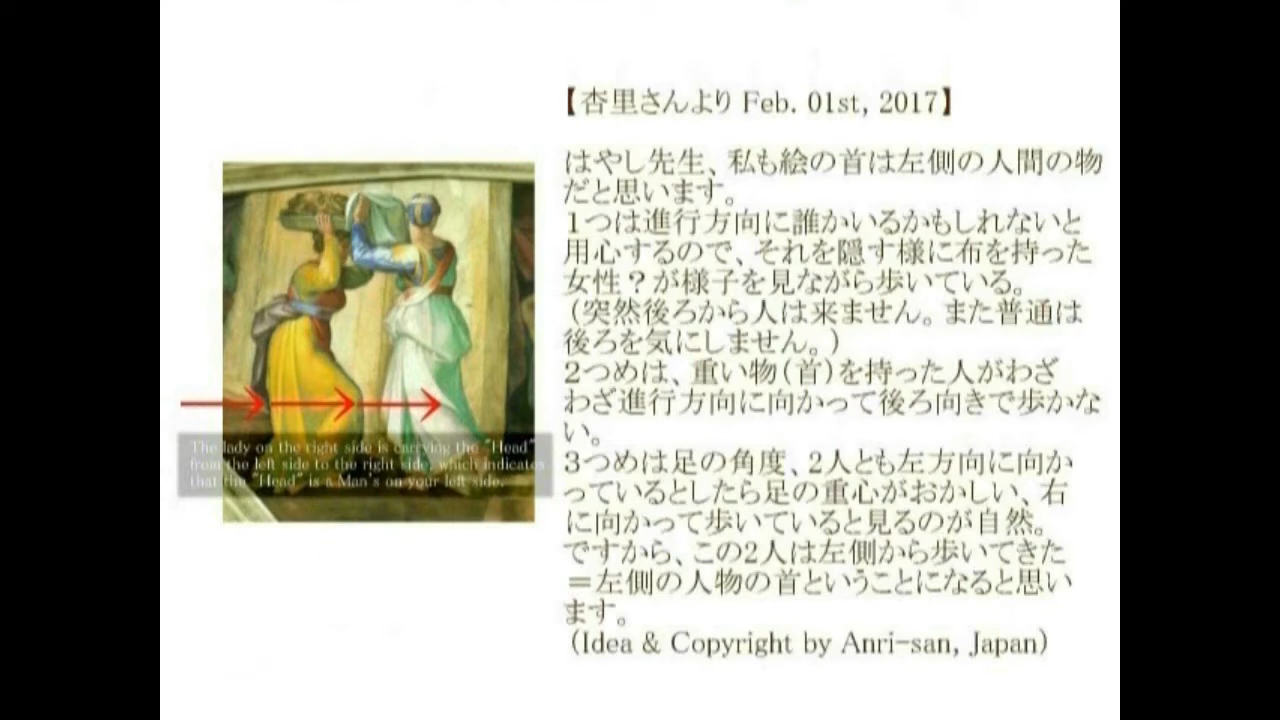 【杏里さんより Feb. 01st, 2017】
はやし先生、私も絵の首は左側の人間の物
だと思います。
1つは進行方向に誰かいるかもしれないと
用心するので、それを隠す様に布を持った
女性？が様子を見ながら歩いている。
（突然後ろから人は来ません。また普通は
後ろを気にしません。）
2つめは、重い物（首）を持った人がわざ
わざ進行方向に向かって後ろ向きで歩かな
い。
3つめは足の角度、2人とも左方向に向か
っているとしたら足の重心がおかしい、右
に向かって歩いていると見るのが自然。
ですから、この2人は左側から歩いてきた
＝左側の人物の首ということになると思い
ます。
（Idea & Copyright by Anri-san, Japan）
The lady on the right side is carrying the "Head"
from the left side to the right side, which indicates
that the "Head" is a Man's on your left side.